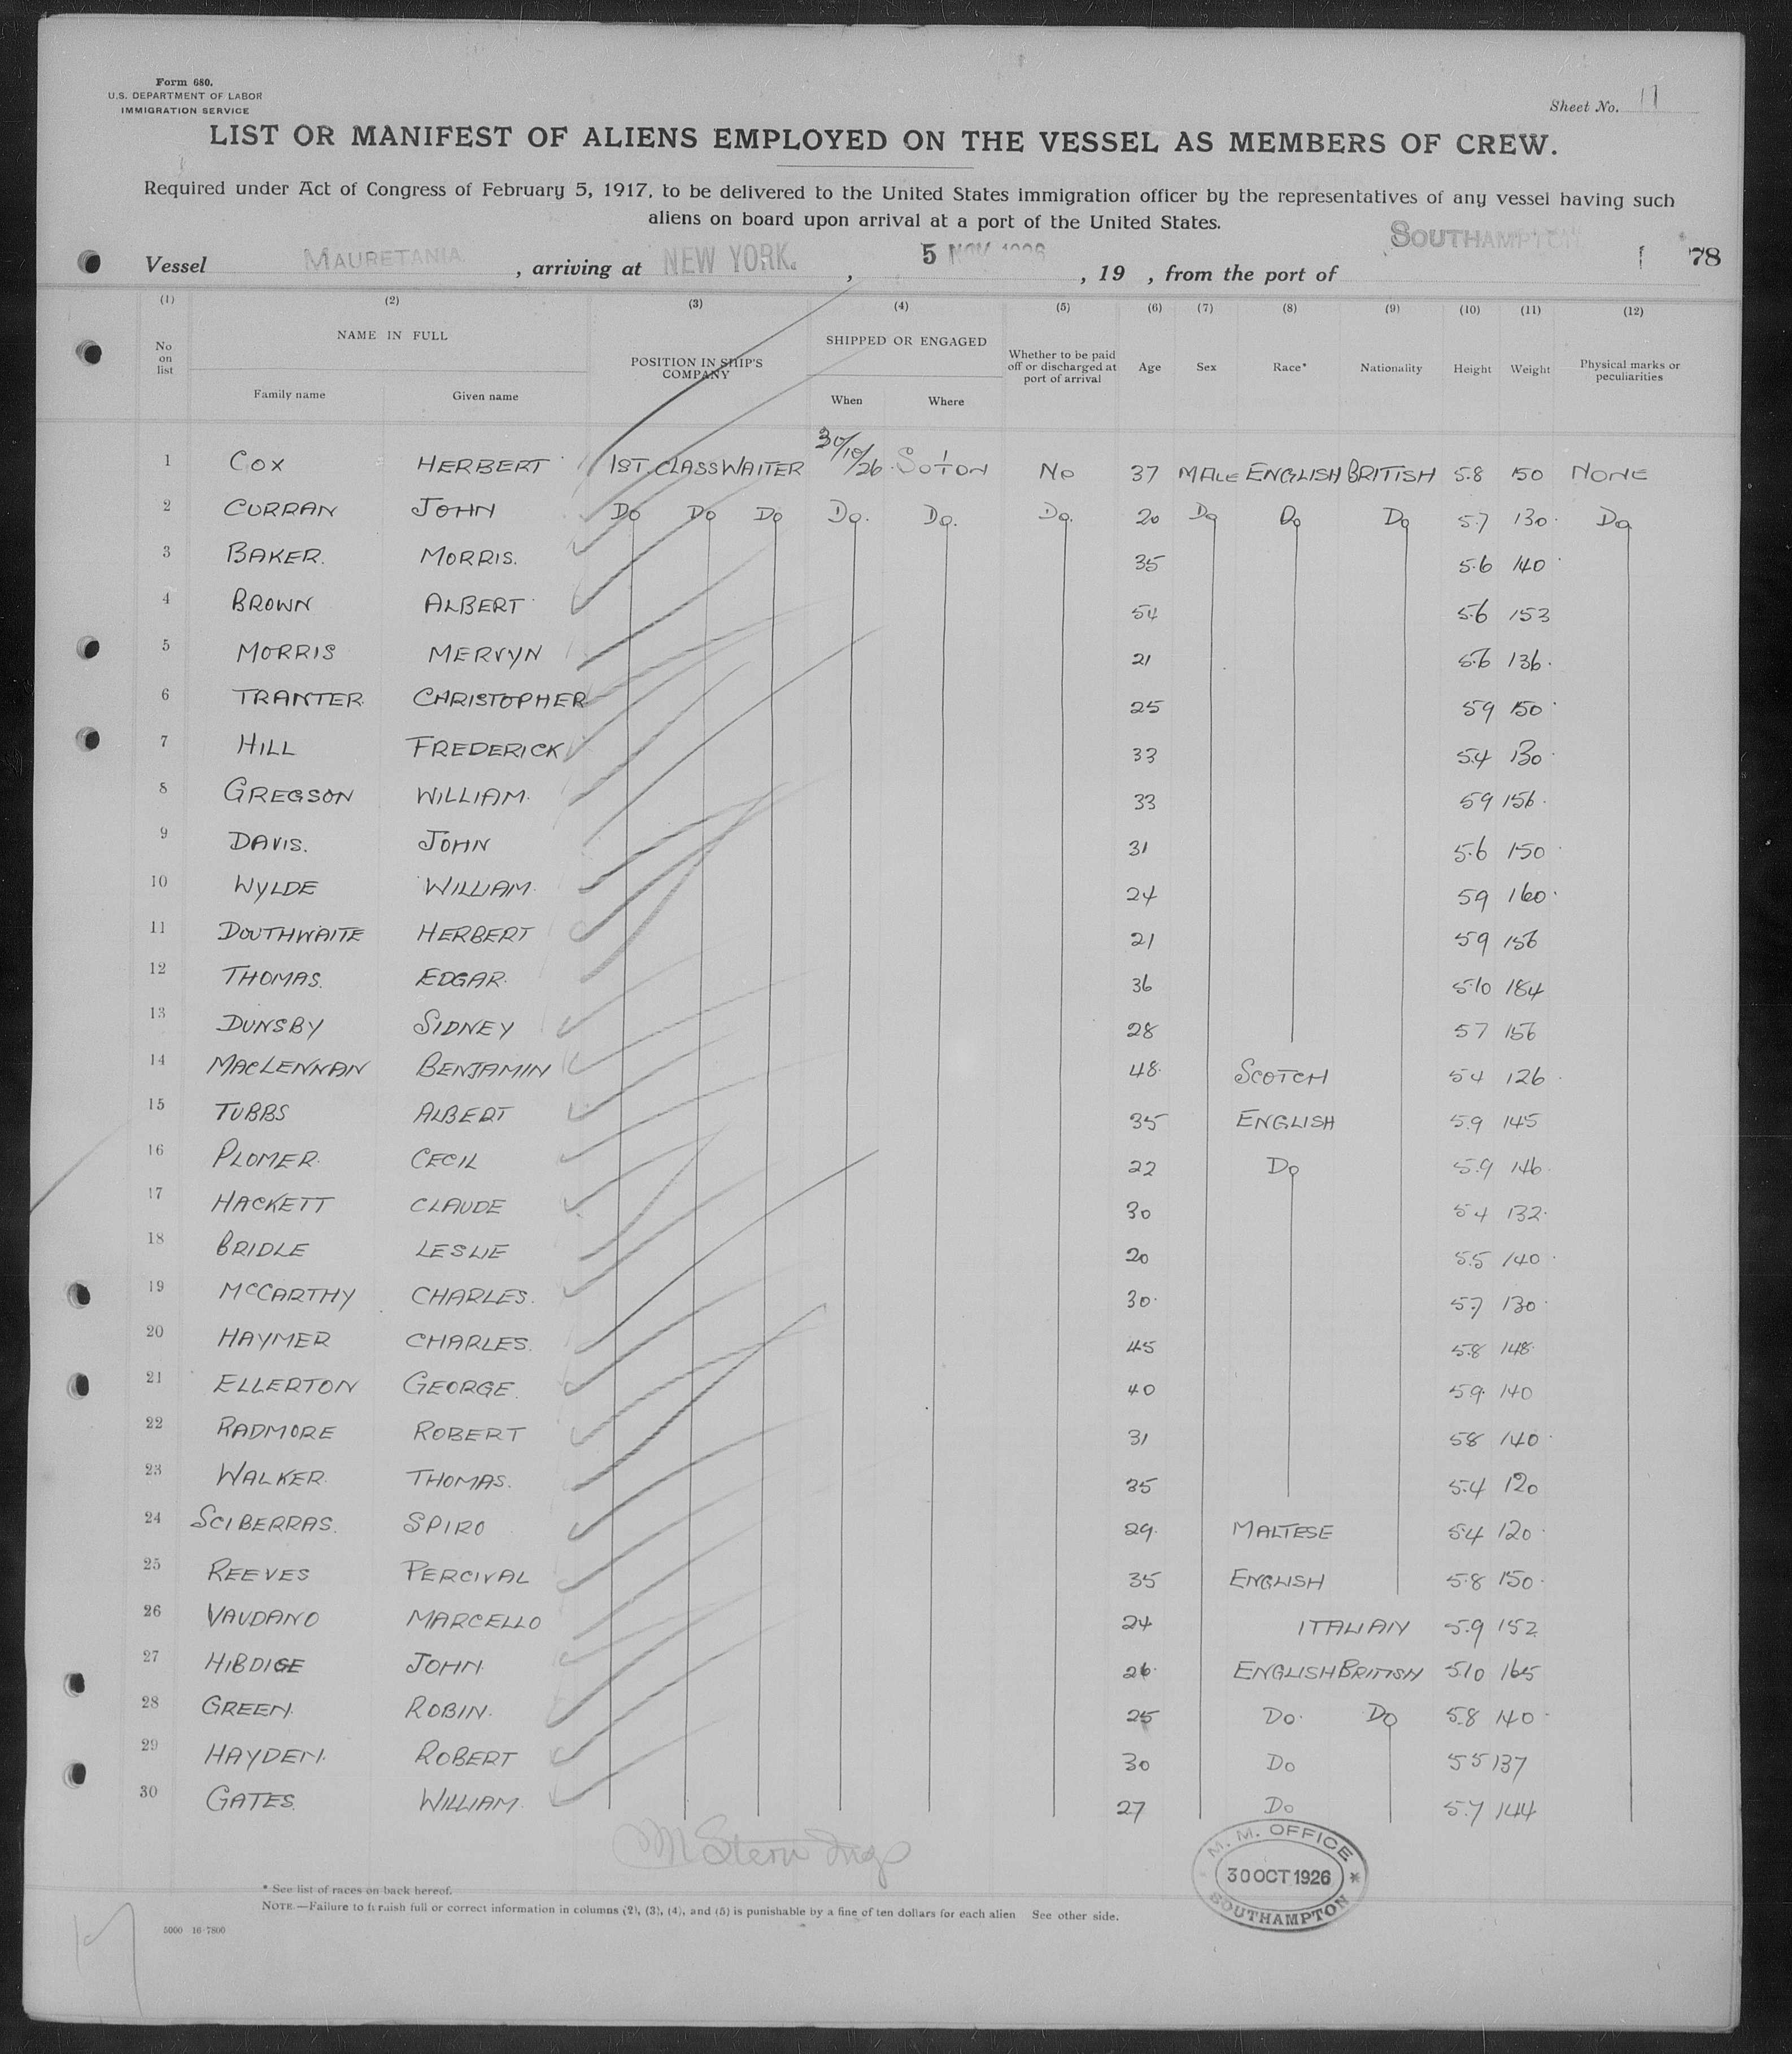 Form 680.
U.S. DEPARTMENT OF LABOR
IMMIGRATION SERVICE
Sheet No. 11
LIST OR MANIFEST OF ALIENS EMPLOYED ON THE VESSEL AS MEMBERS OF CREW.
Required under Act of Congress of February 5, 1917, to be delivered to the United States immigration officer by the representatives of any vessel having such
aliens on board upon arrival at a port of the United States.
Vessel MAURETANIA, arriving at NEW YORK., 5 NOV 1926, 19 , from the port of SOUTHAMPTON 178
(1) (2) (3) (4) (5) (6) (7) (8) (9) (10) (11) (12)
No on list NAME IN FULL Family name Given name POSITION IN SHIP'S COMPANY SHIPPED OR ENGAGED When Where Whether to be paid off or discharged at port of arrival Age Sex Race* Nationality Height Weight Physical marks or peculiarities
1 COX HERBERT 1ST. CLASS WAITER 30/10/26. SO'TON No 37 MALE ENGLISH BRITISH 5.8 150 NONE
2 CURRAN JOHN Do Do Do Do. Do. Do. 20 Do Do Do 5.7 130. Do
3 BAKER. MORRIS. 35 5.6 140
4 BROWN ALBERT 54 5.6 153
5 MORRIS MERVYN 21 5.6 136.
6 TRANTER. CHRISTOPHER 25 5 9 150
7 HILL FREDERICK 33 5.4 130
8 GREGSON WILLIAM. 33 5 9 156.
9 DAVIS. JOHN 31 5.6 150
10 WYLDE WILLIAM. 24 5 9 160.
11 DOUTHWAITE HERBERT 21 5 9 156
12 THOMAS. EDGAR. 36 5.10 184
13 DUNSBY SIDNEY 28 5 7 156
14 MACLENNAN BENJAMIN 48. SCOTCH 5 4 126
15 TUBBS ALBERT 35 ENGLISH 5.9 145
16 PLOMER. CECIL 22 Do 5.9 146.
17 HACKETT CLAUDE 30 5 4 132.
18 BRIDLE LESLIE 20 5.5 140
19 McCARTHY CHARLES. 30. 5.7 130
20 HAYMER CHARLES. 45 5.8 148.
21 ELLERTON GEORGE. 40 5 9. 140
22 RADMORE ROBERT 31 5 8 140
23 WALKER. THOMAS. 35 5.4 120
24 SCIBERRAS. SPIRO 29. MALTESE 5.4 120
25 REEVES PERCIVAL 35 ENGLISH 5.8 150.
26 VAUDANO MARCELLO 24 ITALIAN 5.9 152
27 HIBDIGE JOHN 26. ENGLISH BRITISH 5.10 165
28 GREEN. ROBIN. 25 Do. Do 5.8 140
29 HAYDEN. ROBERT 30 Do 5 5 137
30 GATES. WILLIAM. 27 Do 5.7 144
M. M. OFFICE
30 OCT 1926
SOUTHAMPTON
* See list of races on back hereof.
NOTE.—Failure to furnish full or correct information in columns (2), (3), (4), and (5) is punishable by a fine of ten dollars for each alien See other side.
5000 16-7800